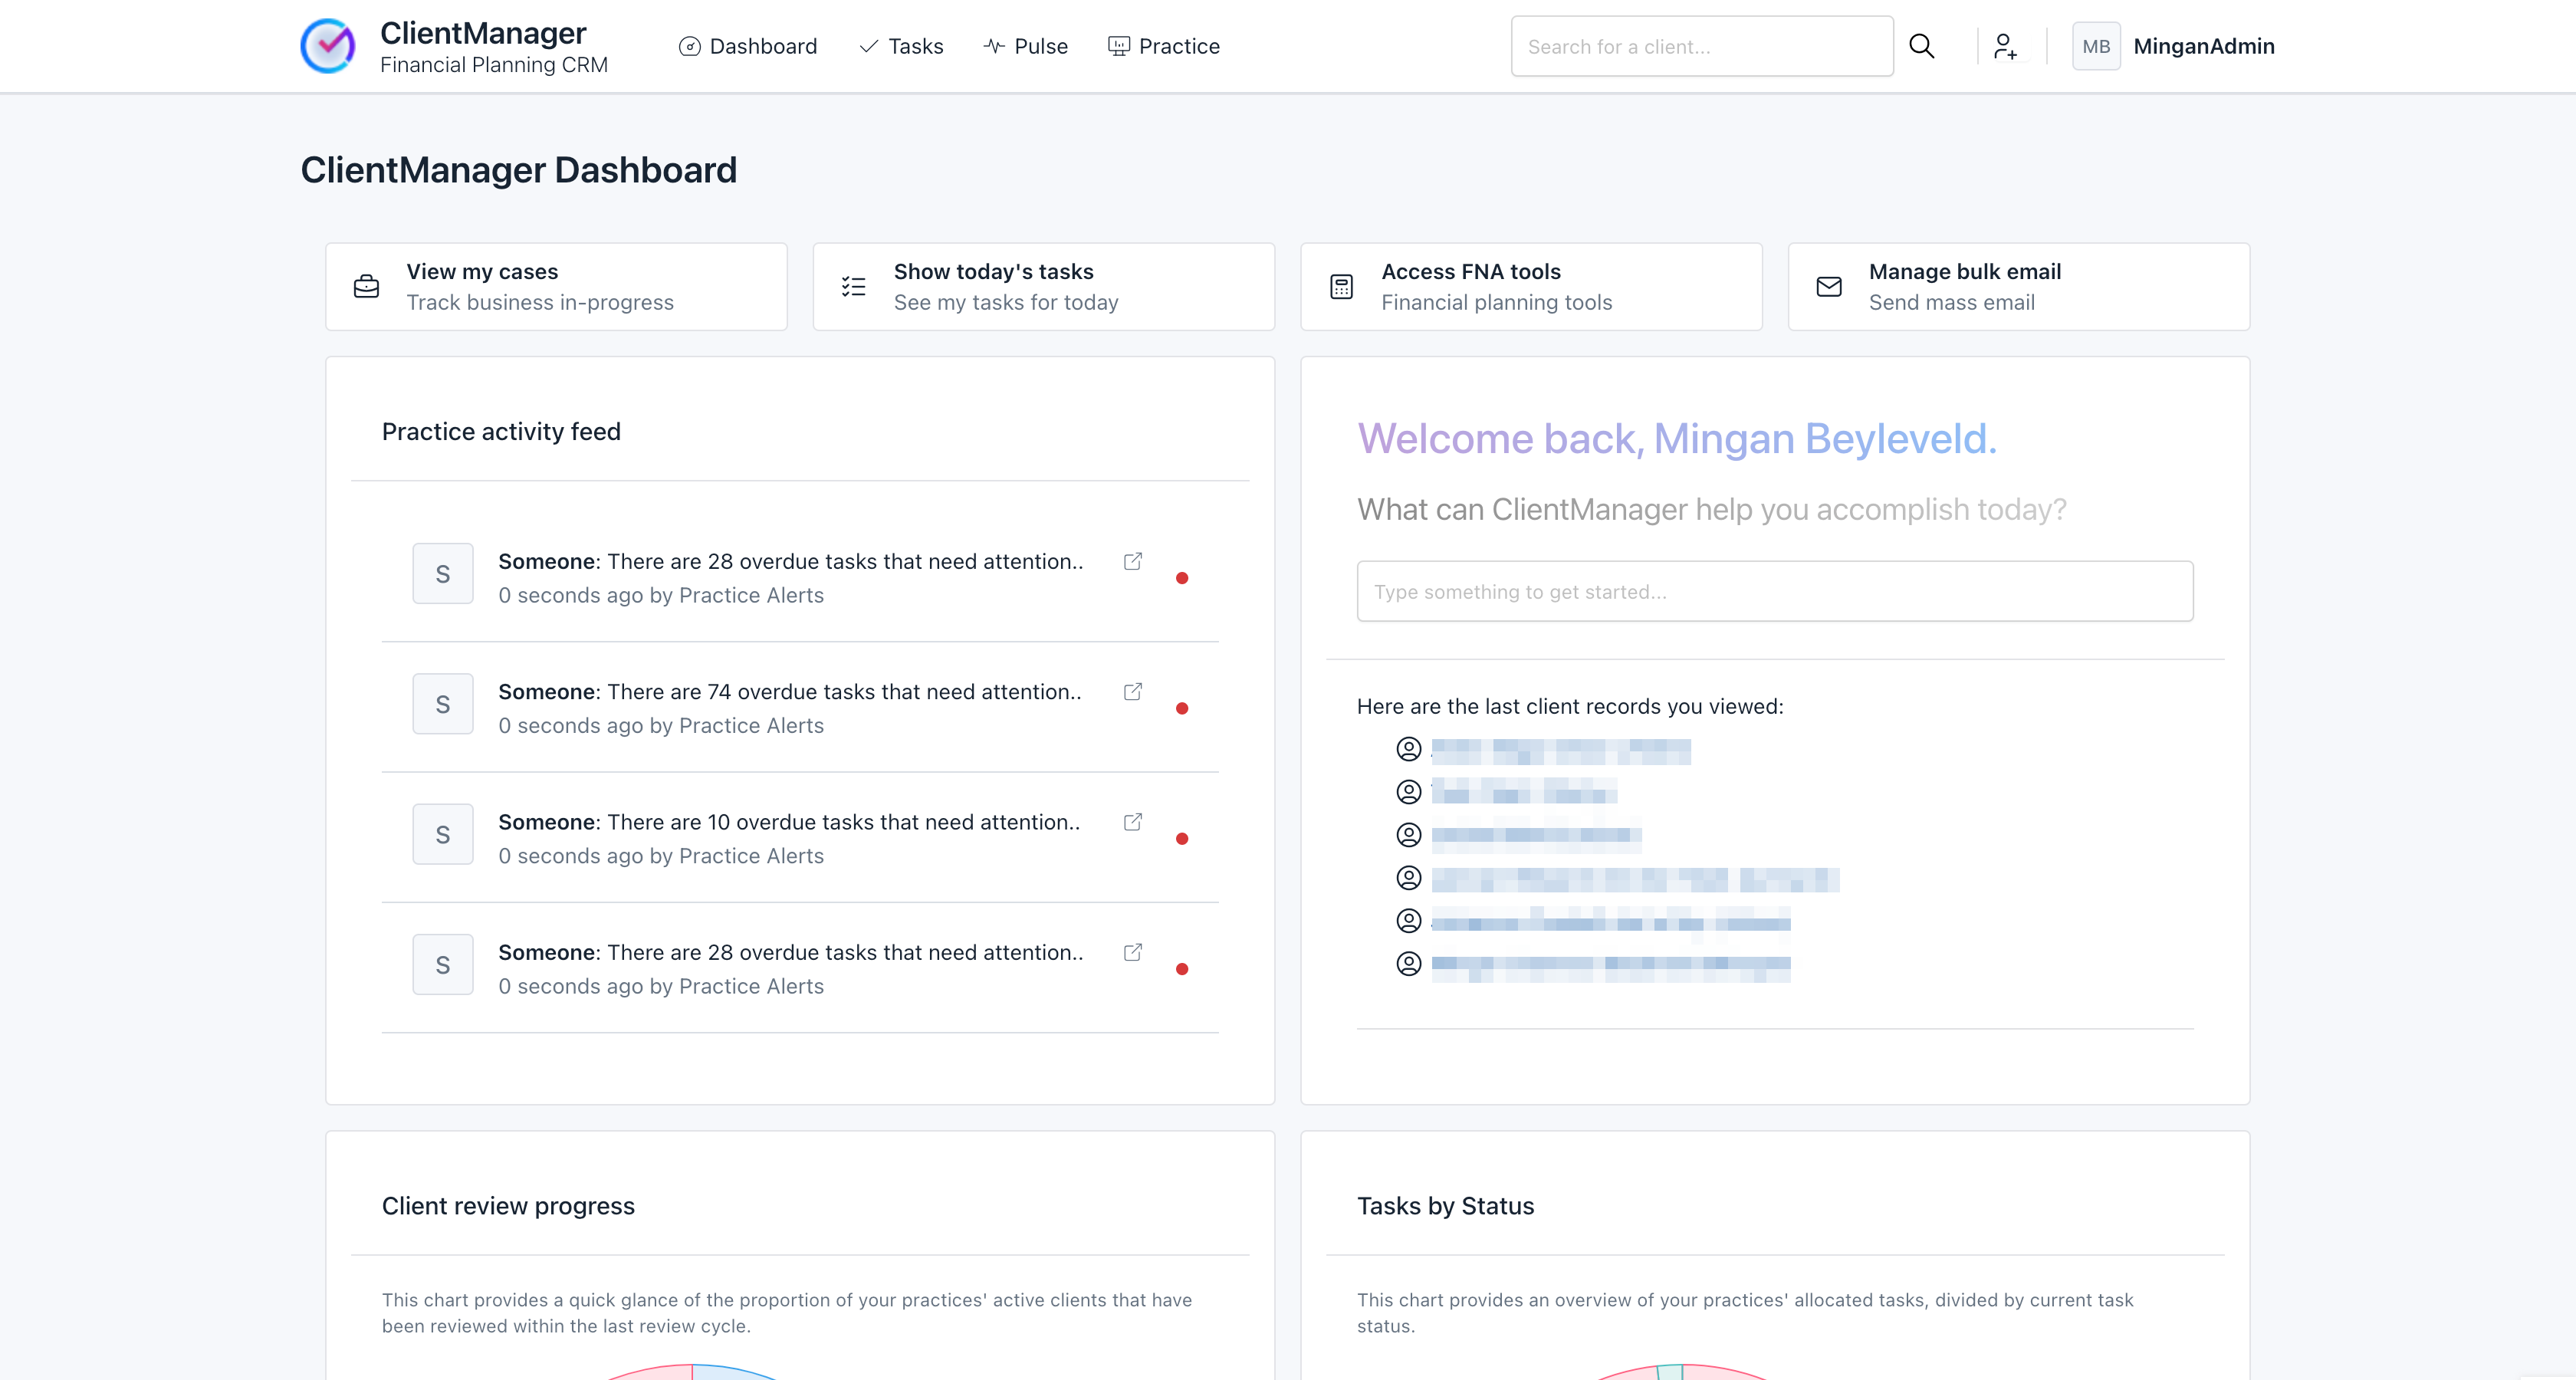 ClientManager
Financial Planning CRM
Dashboard
Tasks
Pulse
Practice
Search for a client...
MB
MinganAdmin
ClientManager Dashboard
View my cases
Track business in-progress
Show today's tasks
See my tasks for today
Access FNA tools
Financial planning tools
Manage bulk email
Send mass email
Practice activity feed
S
Someone: There are 28 overdue tasks that need attention..
0 seconds ago by Practice Alerts
S
Someone: There are 74 overdue tasks that need attention..
0 seconds ago by Practice Alerts
S
Someone: There are 10 overdue tasks that need attention..
0 seconds ago by Practice Alerts
S
Someone: There are 28 overdue tasks that need attention..
0 seconds ago by Practice Alerts
Welcome back, Mingan Beyleveld.
What can ClientManager help you accomplish today?
Type something to get started...
Here are the last client records you viewed:
Client review progress
This chart provides a quick glance of the proportion of your practices' active clients that have
been reviewed within the last review cycle.
Tasks by Status
This chart provides an overview of your practices' allocated tasks, divided by current task
status.